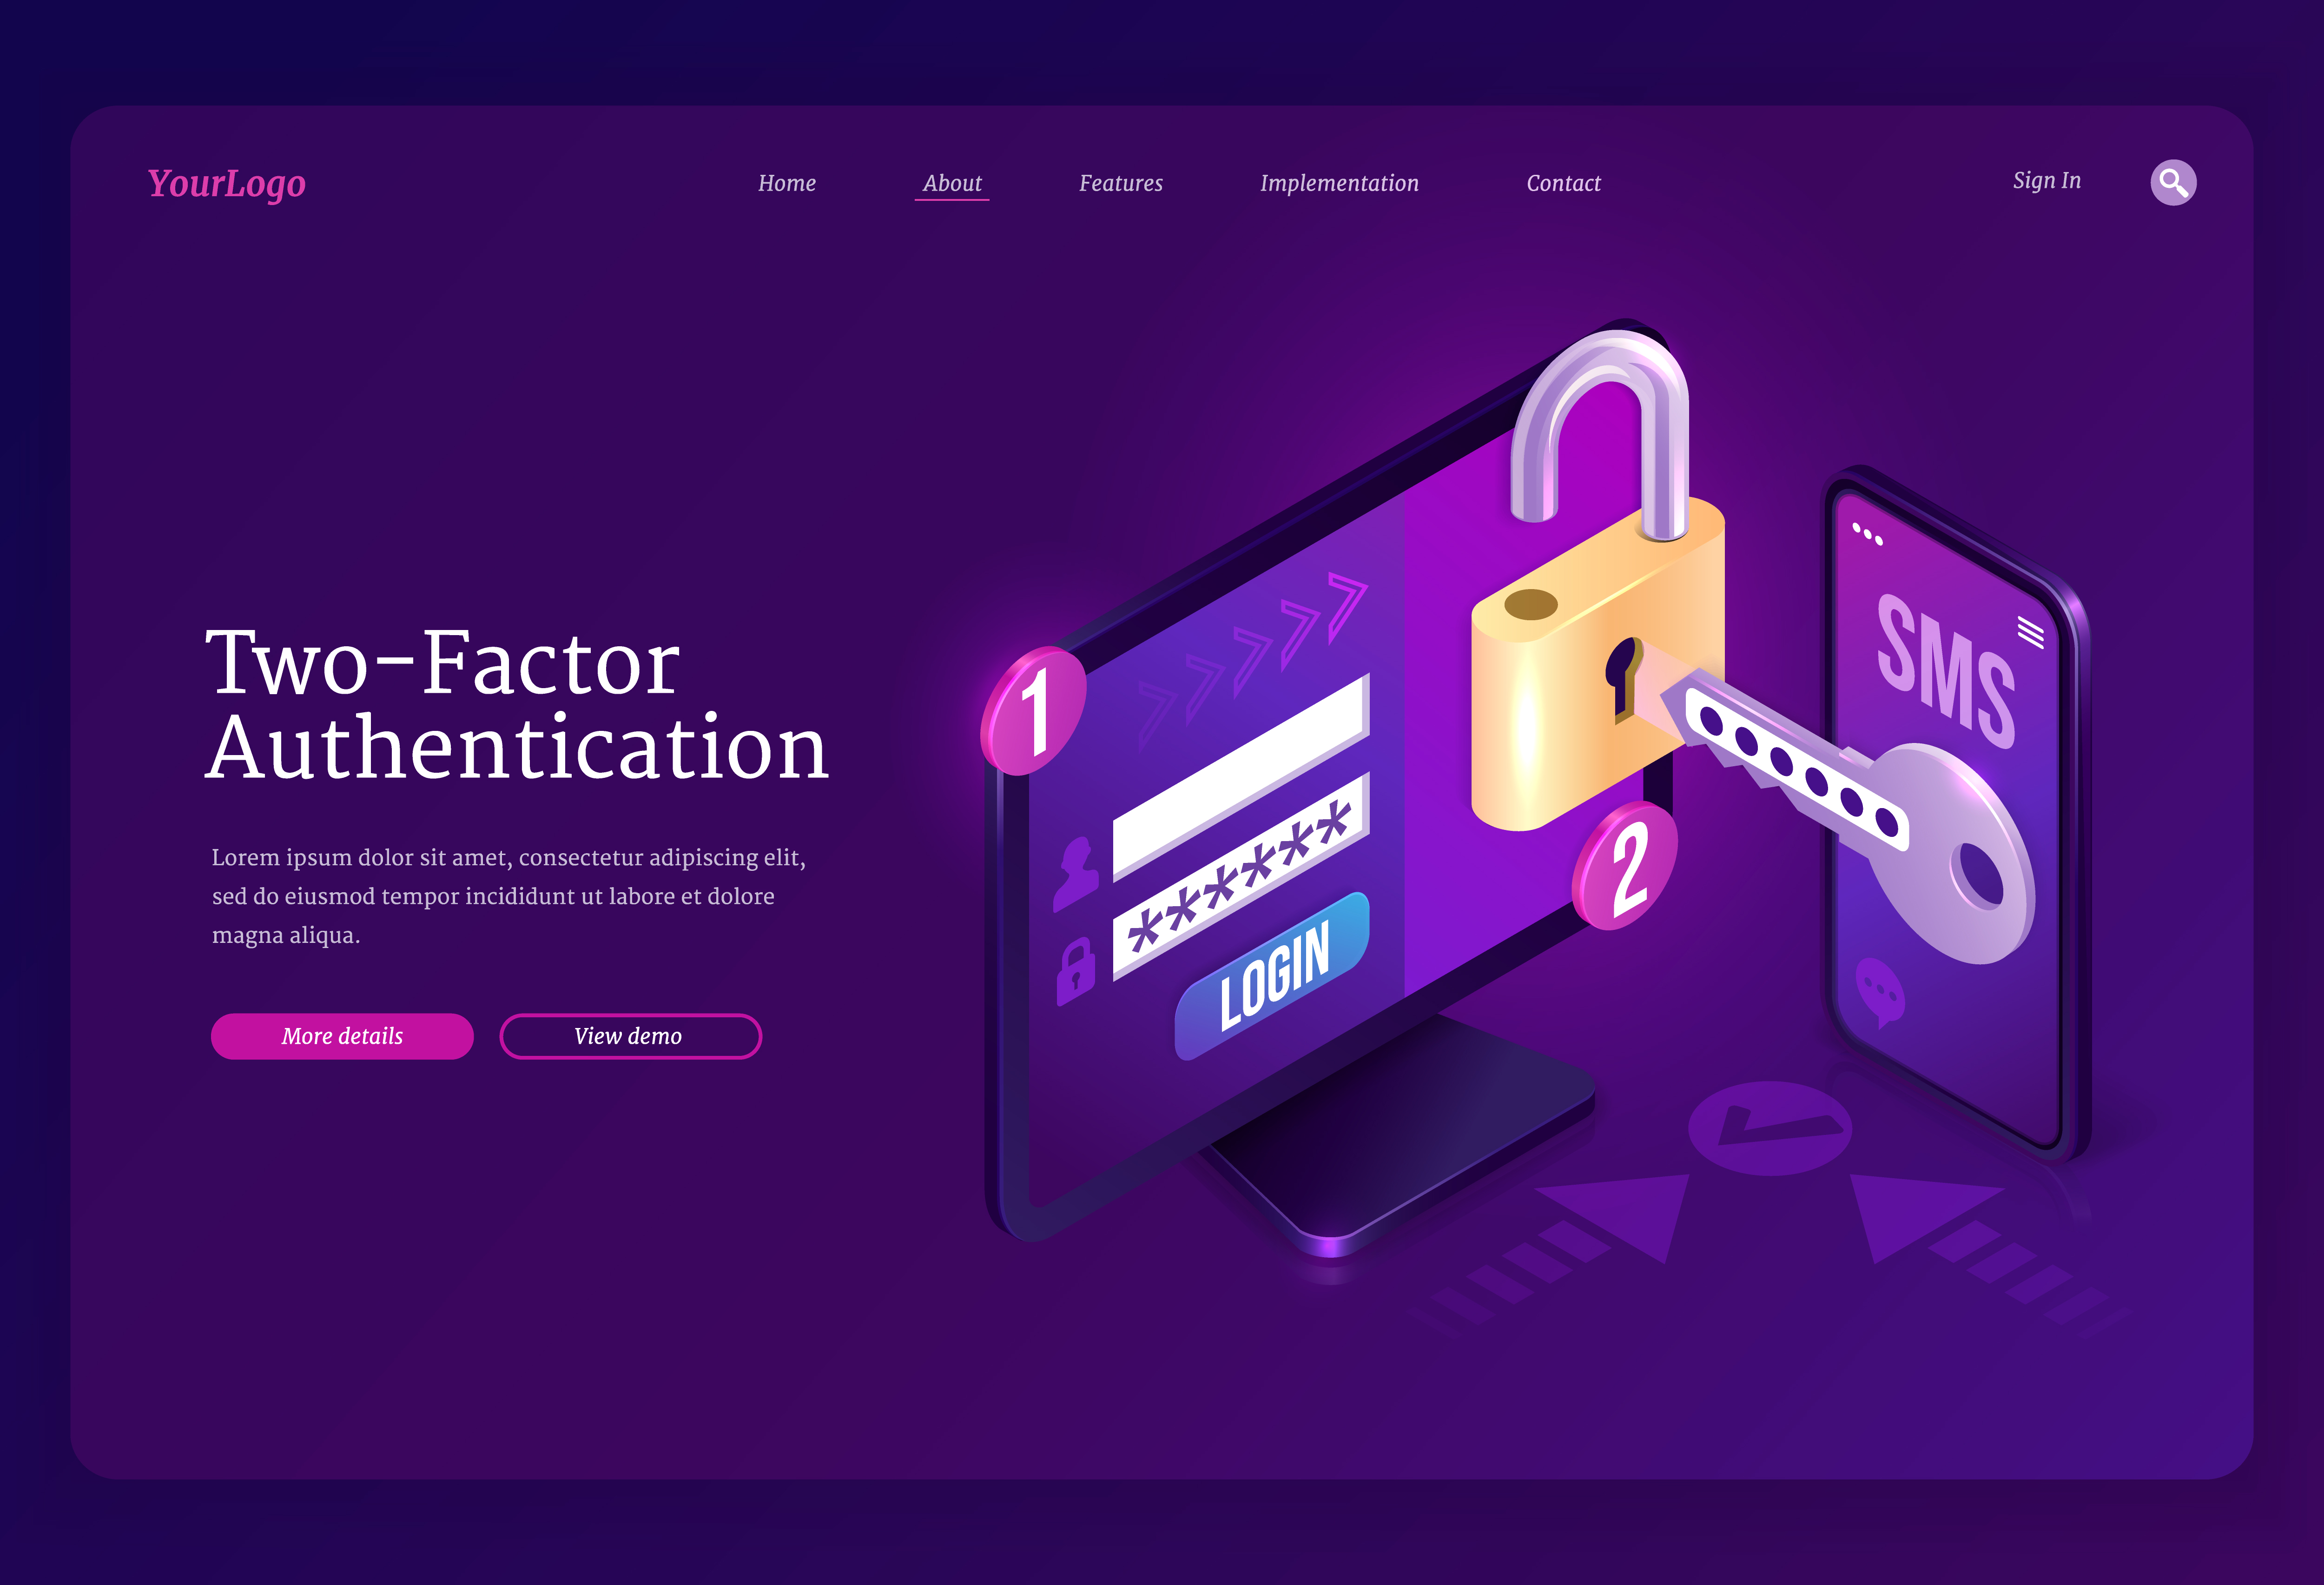 YourLogo
Home About Features Implementation Contact
Sign In
Two-Factor
Authentication
Lorem ipsum dolor sit amet, consectetur adipiscing elit,
sed do eiusmod tempor incididunt ut labore et dolore
magna aliqua.
More details
View demo
1
******
LOGIN
2
SMS